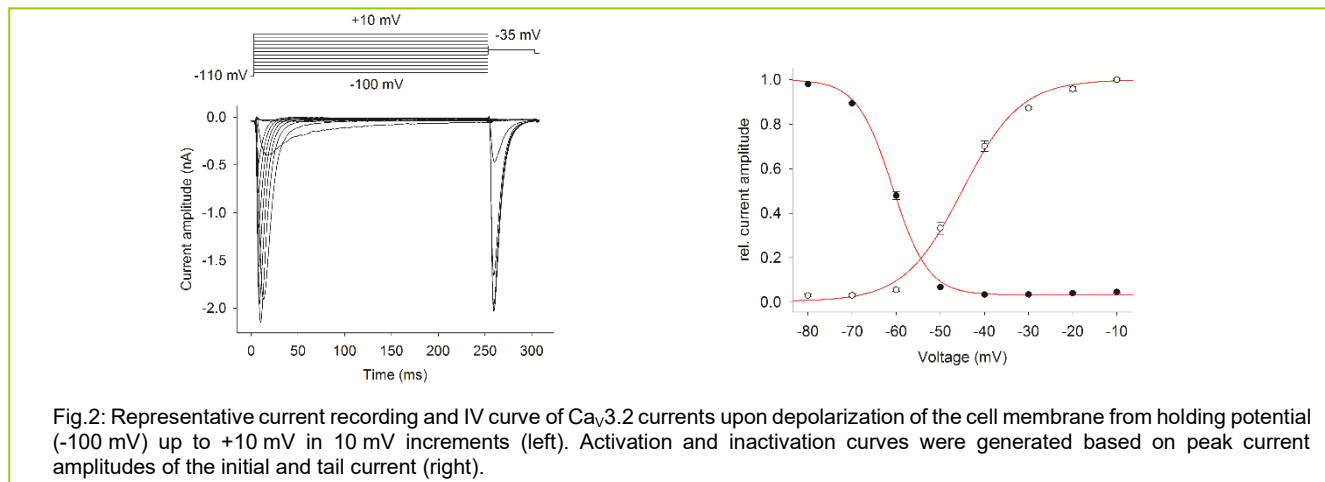 +10 mV
-35 mV
-110 mV
-100 mV
Current amplitude (nA)
0.0
-0.5
-1.0
-1.5
-2.0
0 50 100 150 200 250 300
Time (ms)
rel. current amplitude
1.0
0.8
0.6
0.4
0.2
0.0
-80 -70 -60 -50 -40 -30 -20 -10
Voltage (mV)
Fig.2: Representative current recording and IV curve of CaV3.2 currents upon depolarization of the cell membrane from holding potential
(-100 mV) up to +10 mV in 10 mV increments (left). Activation and inactivation curves were generated based on peak current
amplitudes of the initial and tail current (right).